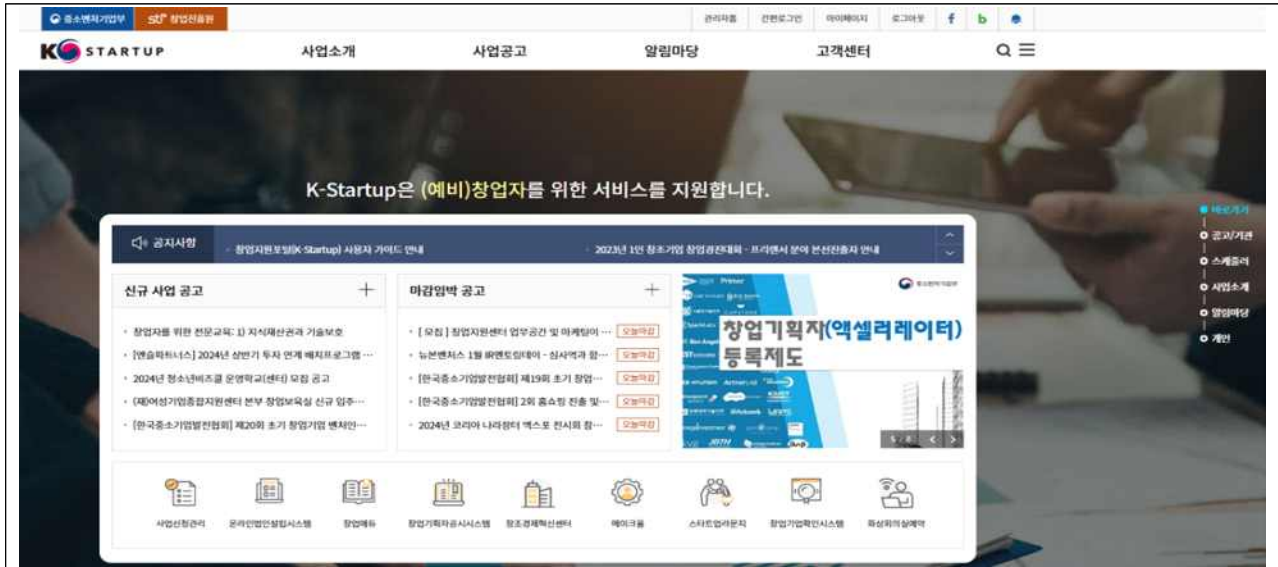 중소벤처기업부 창업진흥원
관리자홈 간편로그인 마이페이지 로그아웃
K STARTUP 사업소개 사업공고 알림마당 고객센터
K-Startup은 (예비)창업자를 위한 서비스를 지원합니다.
바로가기
공고/기관
스케줄러
사업소개
알림마당
개인
공지사항
창업지원포털(K-Startup) 사용자 가이드 안내
2023년 1인 창조기업 창업경진대회 - 프리랜서 분야 본선진출자 안내
신규 사업 공고
창업자를 위한 전문교육: 1) 지식재산권과 기술보호
[앤슬파트너스] 2024년 상반기 투자 연계 배치프로그램 ···
2024년 청소년비즈쿨 운영학교(센터) 모집 공고
(재)여성기업종합지원센터 본부 창업보육실 신규 입주···
[한국중소기업발전협회] 제20회 초기 창업기업 벤처인···
마감임박 공고
[ 모집 ] 창업지원센터 업무공간 및 마케팅이 ··· 오늘마감
뉴본벤처스 1월 IR멘토링데이 - 심사역과 함··· 오늘마감
[한국중소기업발전협회] 제19회 초기 창업··· 오늘마감
[한국중소기업발전협회] 2회 홈쇼핑 진출 및··· 오늘마감
2024년 코리아 나라장터 엑스포 전시회 참··· 오늘마감
중소벤처기업부
Primer
창업기획자(액셀러레이터)
등록제도
5 / 8
사업신청관리 온라인법인설립시스템 창업에듀 창업기획자공시시스템 창조경제혁신센터 메이크올 스타트업라운지 창업기업확인시스템 화상회의실예약